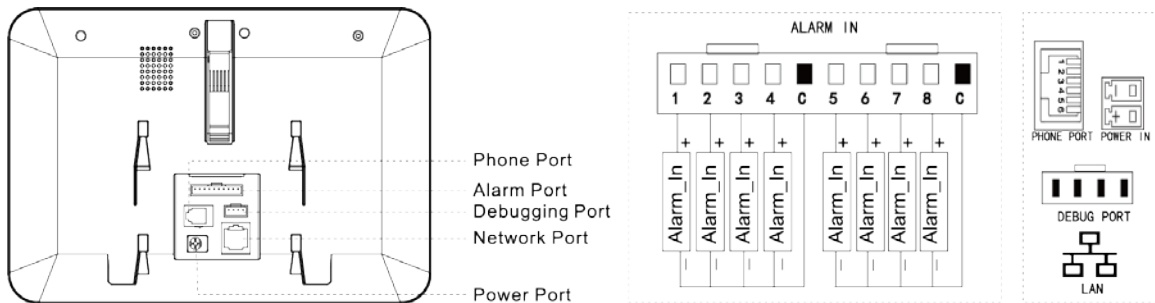 Phone Port
Alarm Port
Debugging Port
Network Port
Power Port
ALARM IN
1 2 3 4 C 5 6 7 8 C
+ + + + + + + +
Alarm_In Alarm_In Alarm_In Alarm_In Alarm_In Alarm_In Alarm_In Alarm_In
— — — — — — — —
1
2
3
4
5
6
— 
+
PHONE PORT POWER IN
DEBUG PORT
LAN